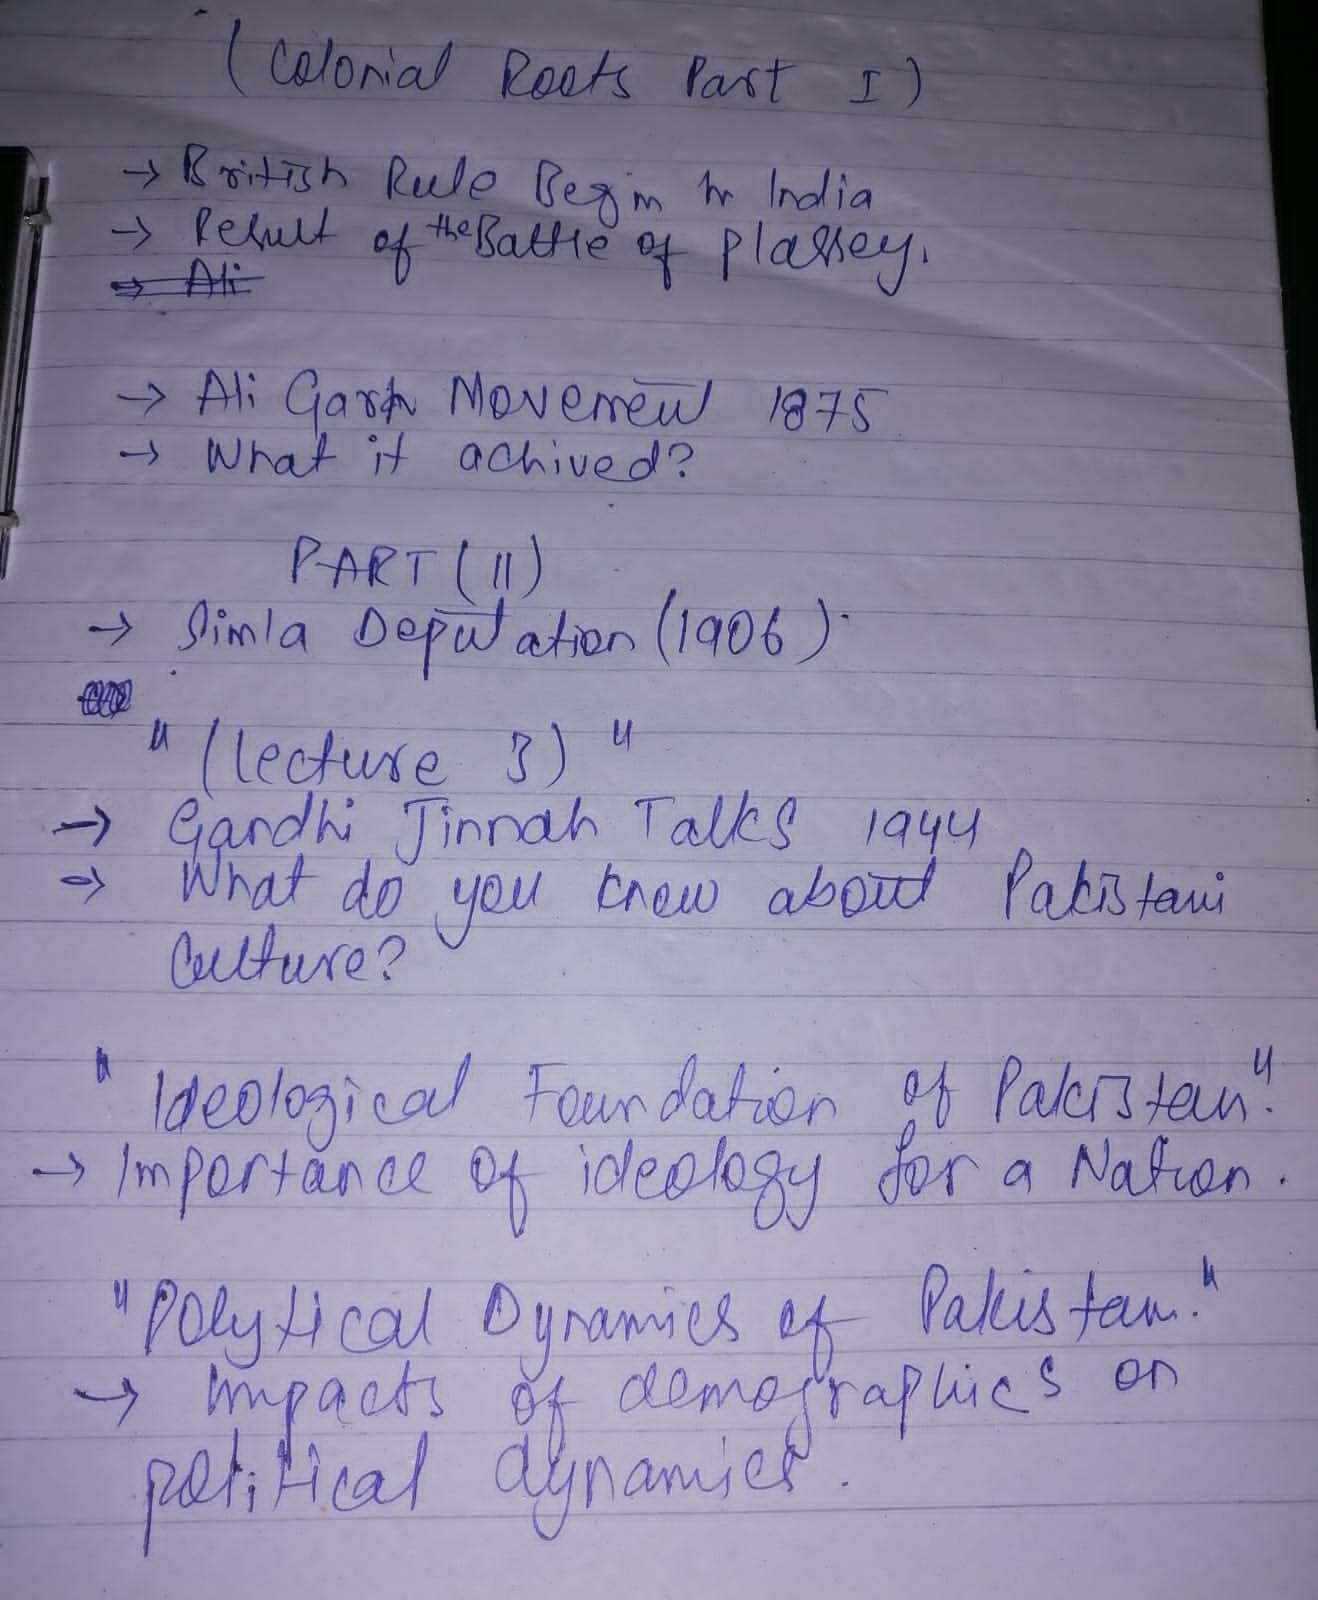 (Colonial Roots Part I)
→ British Rule Begin in India
→ Result of the Battle of Plassey.
→ Ali
→ Ali Garh Movement 1875
→ What it achived?
PART (II)
→ Simla Deputation (1906).
" (lecture 3) "
→ Gandhi Jinnah Talks 1944
→ What do you know about Pakistani
Culture?
"Ideological Foundation of Pakistan."
→ Importance of ideology for a Nation.
"Polytical Dynamics of Pakistan."
→ Impacts of demographics on
political dynamics.